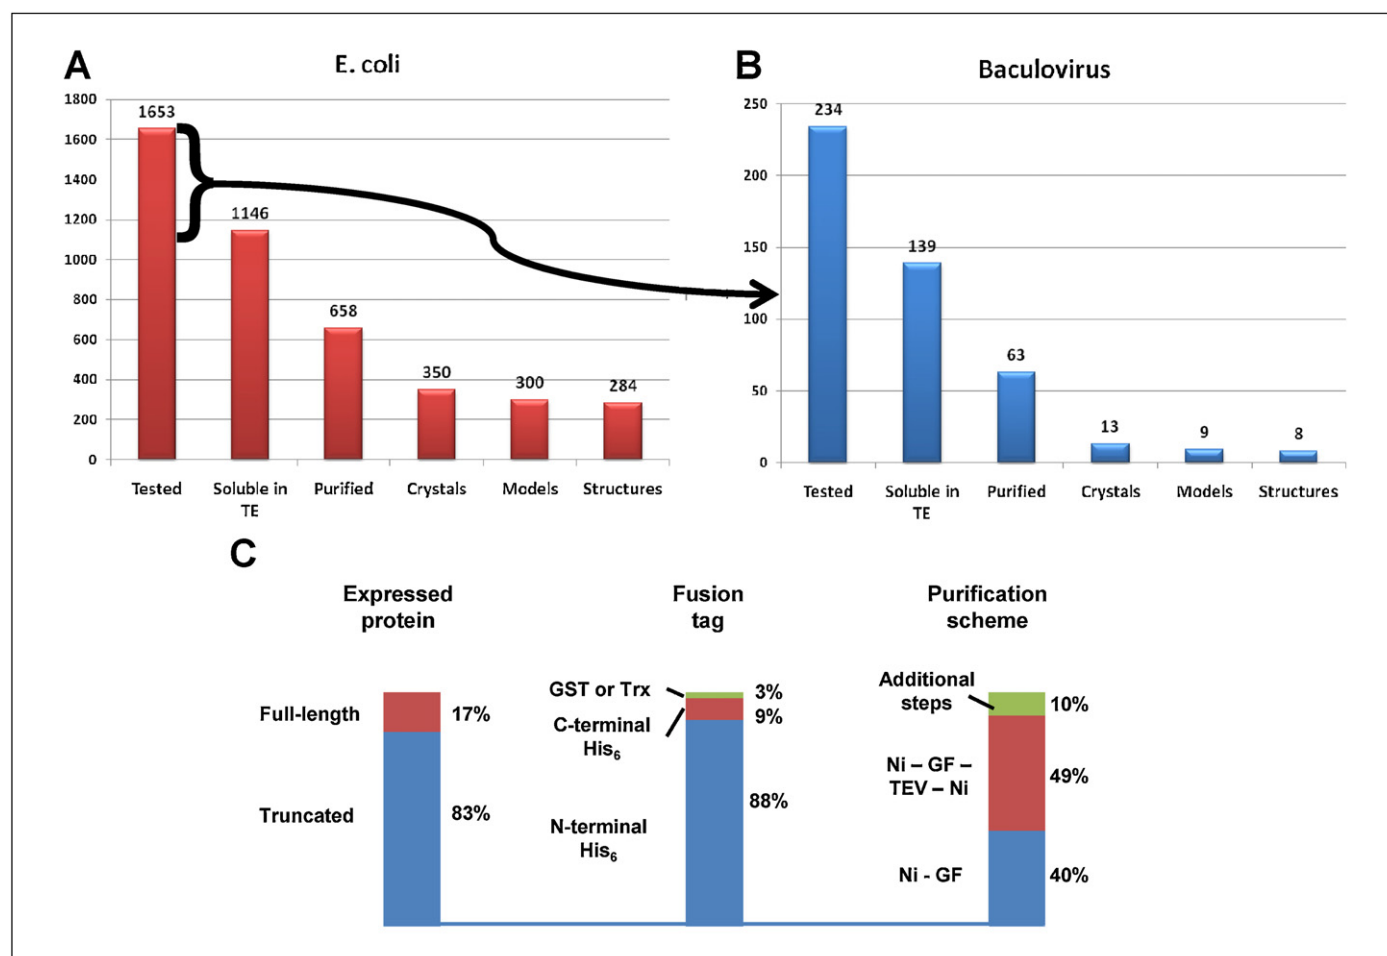 A
E. coli
1800
1600
1400
1200
1000
800
600
400
200
0
1653
1146
658
350
300
284
Tested
Soluble in
TE
Purified
Crystals
Models
Structures
B
Baculovirus
250
200
150
100
50
0
234
139
63
13
9
8
Tested
Soluble in
TE
Purified
Crystals
Models
Structures
C
Expressed
protein
Full-length
17%
Truncated
83%
Fusion
tag
GST or Trx
3%
C-terminal
His₆
9%
N-terminal
His₆
88%
Purification
scheme
Additional
steps
10%
Ni – GF –
TEV – Ni
49%
Ni - GF
40%